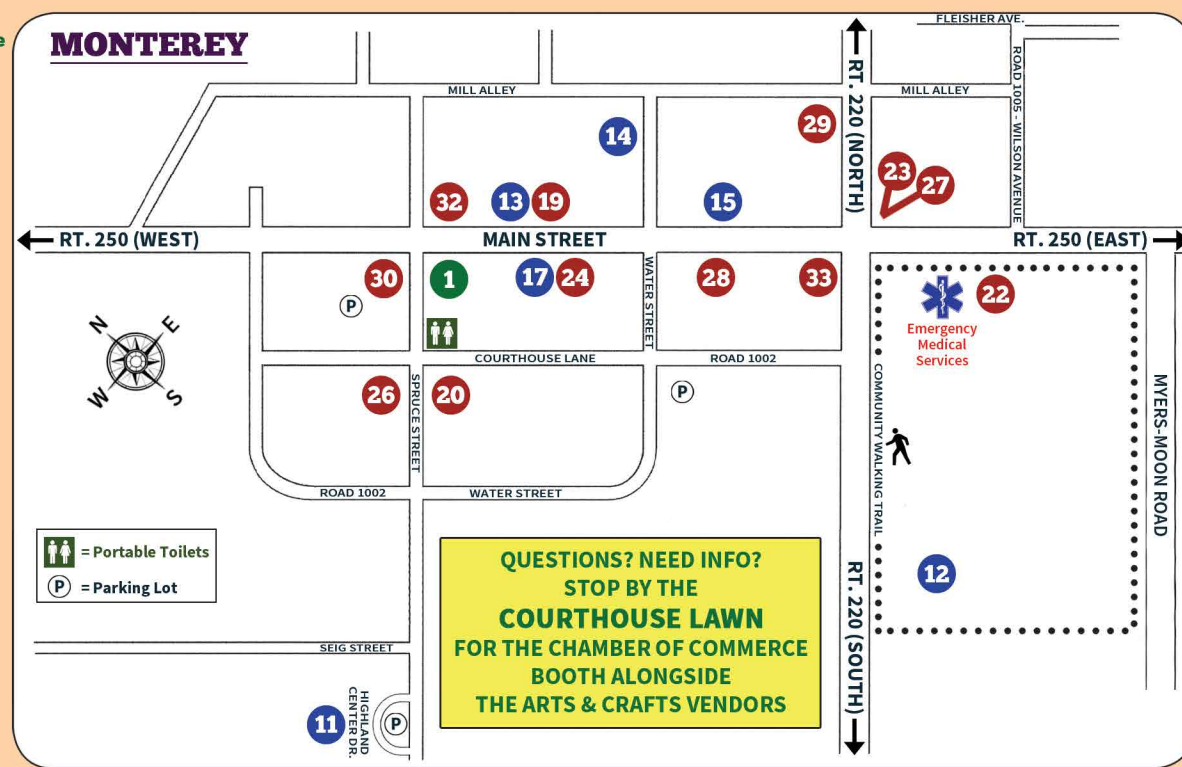 e
MONTEREY
FLEISHER AVE.
MILL ALLEY
MILL ALLEY
RT. 220 (NORTH)
ROAD 1005 - WILSON AVENUE
14
29
23
27
32
13
19
15
RT. 250 (WEST)
MAIN STREET
RT. 250 (EAST)
30
1
17
24
WATER STREET
28
33
22
P
Emergency
Medical
Services
N
E
W
S
COURTHOUSE LANE
ROAD 1002
26
SPRUCE STREET
20
P
COMMUNITY WALKING TRAIL
MYERS-MOON ROAD
ROAD 1002
WATER STREET
= Portable Toilets
P = Parking Lot
QUESTIONS? NEED INFO?
STOP BY THE
COURTHOUSE LAWN
FOR THE CHAMBER OF COMMERCE
BOOTH ALONGSIDE
THE ARTS & CRAFTS VENDORS
RT. 220 (SOUTH)
12
SEIG STREET
11
HIGHLAND
CENTER DR.
P